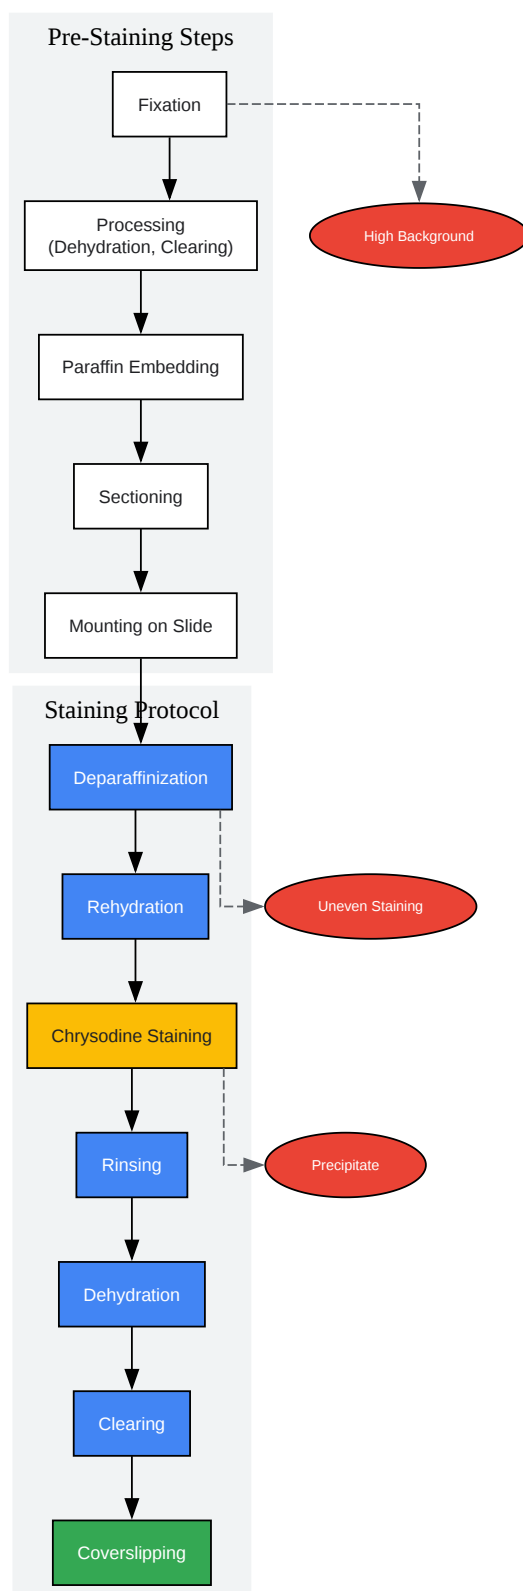 Pre-Staining Steps
Fixation
Processing
(Dehydration, Clearing)
High Background
Paraffin Embedding
Sectioning
Mounting on Slide
Staining Protocol
Deparaffinization
Rehydration
Uneven Staining
Chrysodine Staining
Rinsing
Precipitate
Dehydration
Clearing
Coverslipping